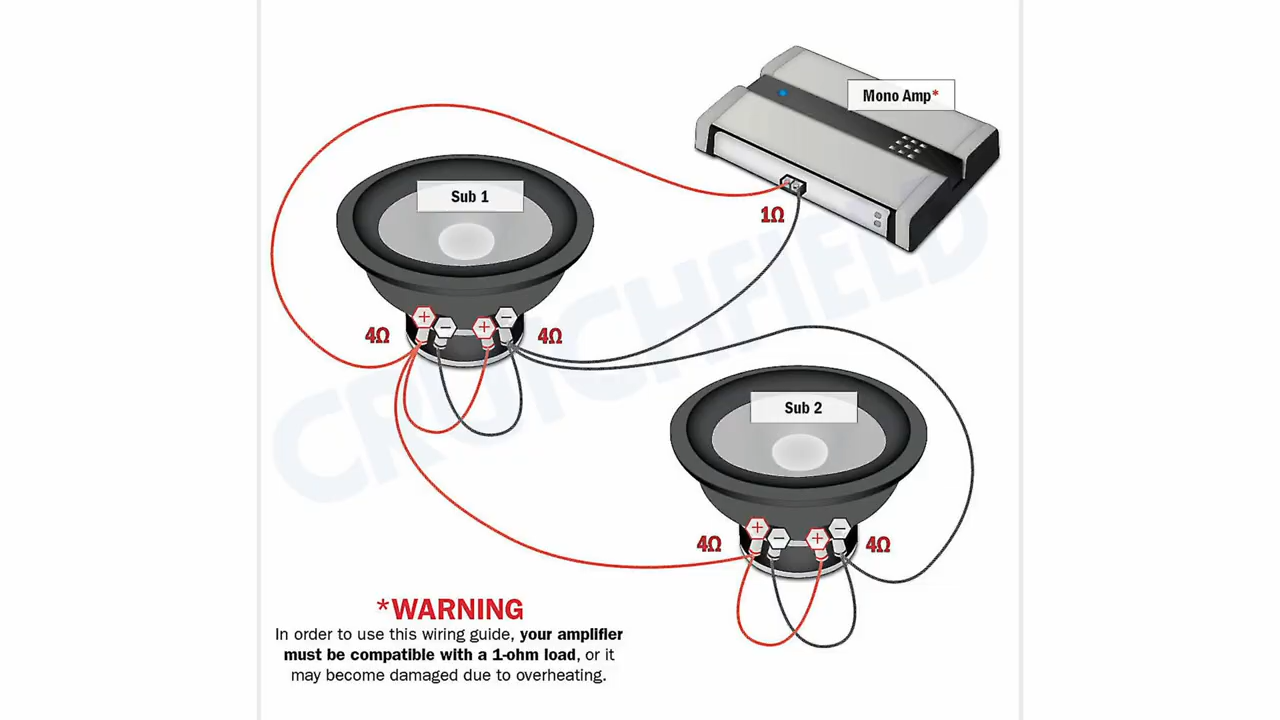 Mono Amp*
Sub 1
1Ω
CRUTCHFIELD
+ − + −
4Ω 4Ω
Sub 2
+ − + −
4Ω 4Ω
*WARNING
In order to use this wiring guide, your amplifier
must be compatible with a 1-ohm load, or it
may become damaged due to overheating.